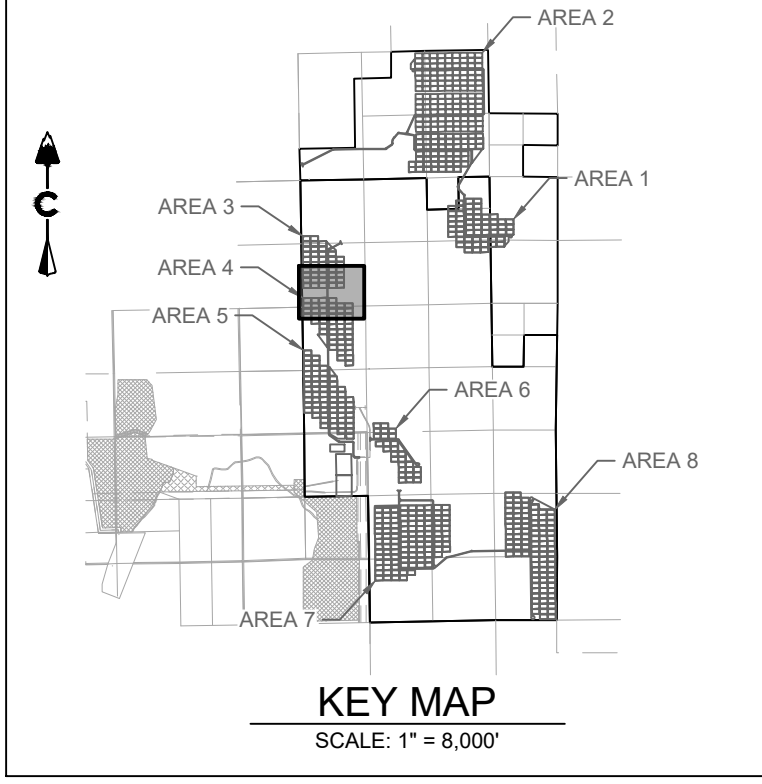 AREA 2
AREA 1
AREA 3
AREA 4
AREA 5
AREA 6
AREA 8
AREA 7
KEY MAP
SCALE: 1" = 8,000'